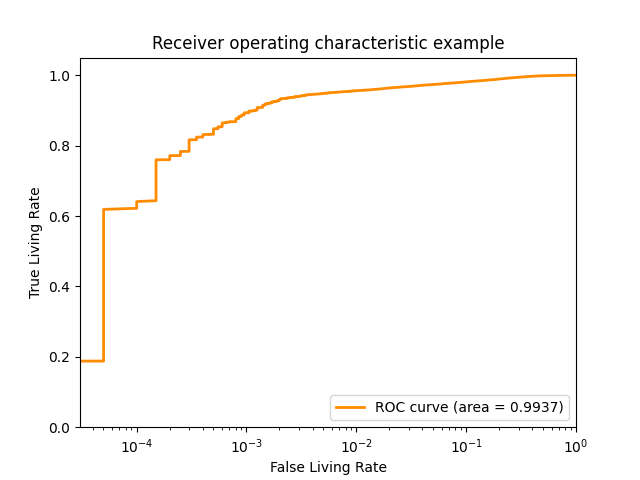 Receiver operating characteristic example
True Living Rate
1.0
0.8
0.6
0.4
0.2
0.0
10⁻⁴
10⁻³
10⁻²
10⁻¹
10⁰
ROC curve (area = 0.9937)
False Living Rate